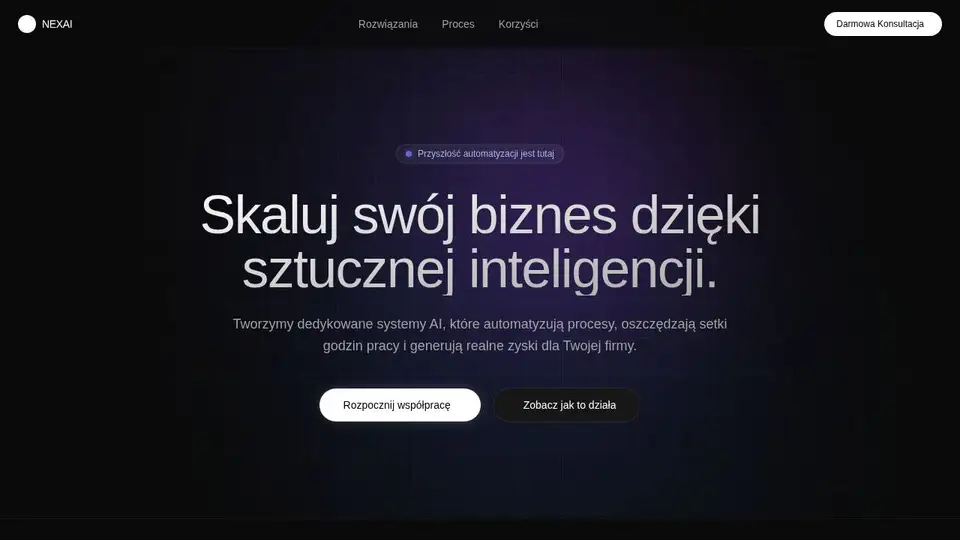 NEXAI
Rozwiązania
Proces
Korzyści
Darmowa Konsultacja
Przyszłość automatyzacji jest tutaj
Skaluj swój biznes dzięki
sztucznej inteligencji.
Tworzymy dedykowane systemy AI, które automatyzują procesy, oszczędzają setki
godzin pracy i generują realne zyski dla Twojej firmy.
Rozpocznij współpracę
Zobacz jak to działa